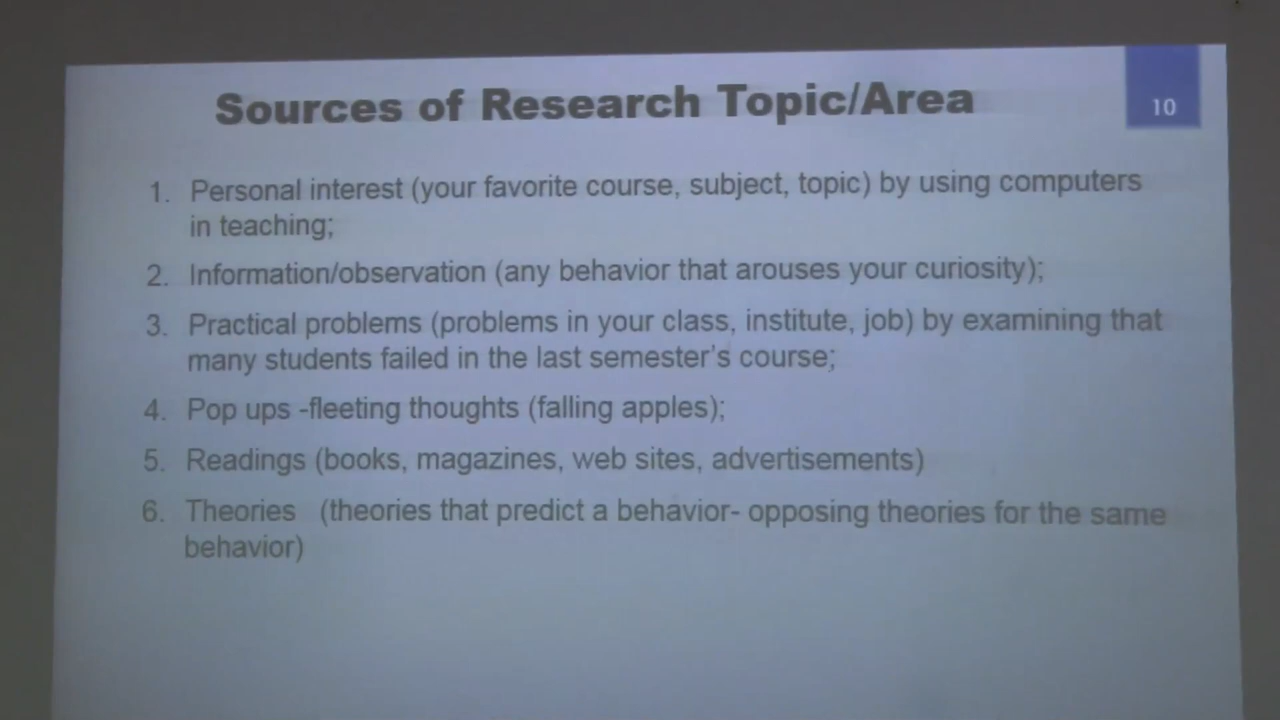 Sources of Research Topic/Area
10
1. Personal interest (your favorite course, subject, topic) by using computers
in teaching;
2. Information/observation (any behavior that arouses your curiosity);
3. Practical problems (problems in your class, institute, job) by examining that
many students failed in the last semester's course;
4. Pop ups -fleeting thoughts (falling apples);
5. Readings (books, magazines, web sites, advertisements)
6. Theories (theories that predict a behavior- opposing theories for the same
behavior)